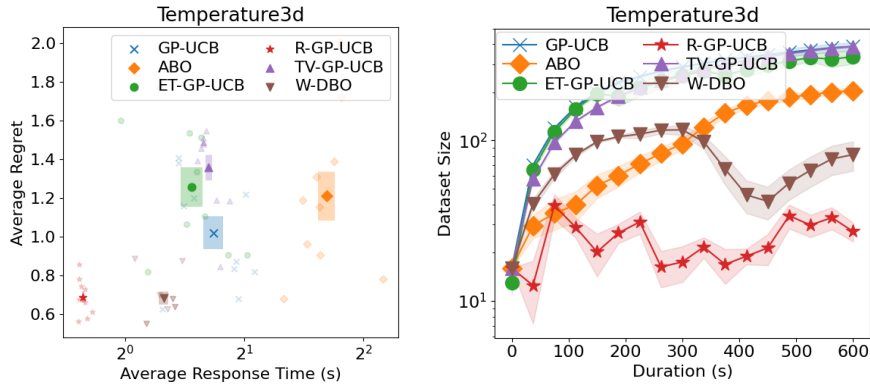 Temperature3d
Average Regret
2.0
1.8
1.6
1.4
1.2
1.0
0.8
0.6
GP-UCB
ABO
ET-GP-UCB
R-GP-UCB
TV-GP-UCB
W-DBO
2^0
2^1
2^2
Average Response Time (s)
Temperature3d
Dataset Size
10^2
10^1
GP-UCB
ABO
ET-GP-UCB
R-GP-UCB
TV-GP-UCB
W-DBO
0 100 200 300 400 500 600
Duration (s)